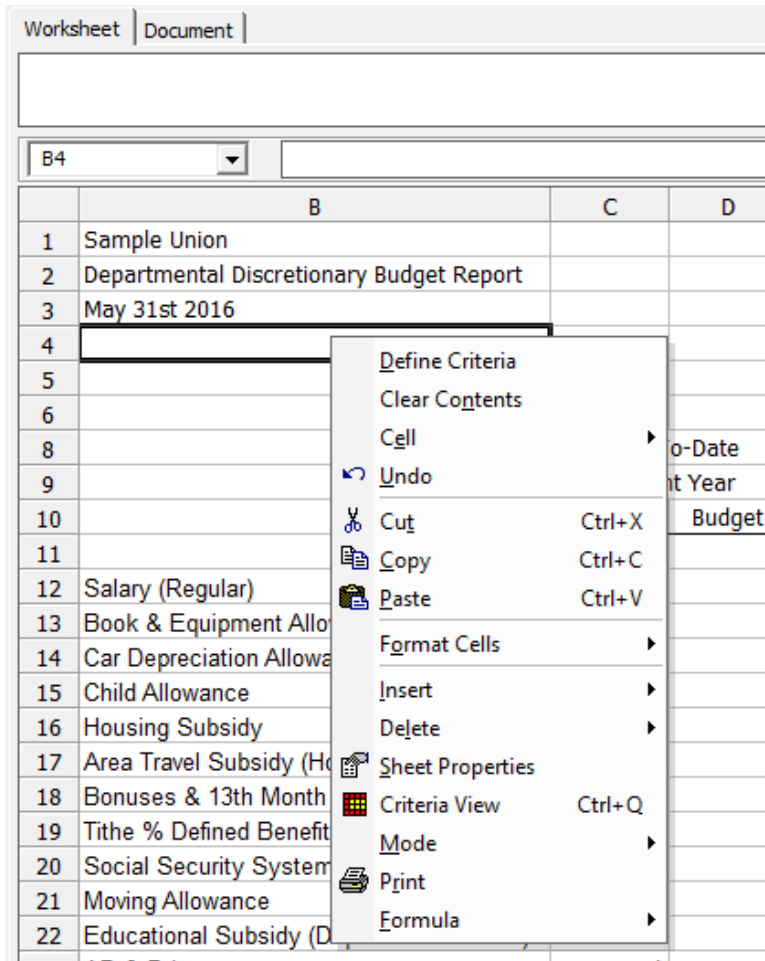 Worksheet Document
B4
B C D
1 Sample Union
2 Departmental Discretionary Budget Report
3 May 31st 2016
4
Define Criteria
5
Clear Contents
6
Cell
8 o-Date
Undo
9 nt Year
10 Cut Ctrl+X Budget
11 Copy Ctrl+C
12 Salary (Regular) Paste Ctrl+V
13 Book & Equipment Allo
Format Cells
14 Car Depreciation Allowa
15 Child Allowance Insert
16 Housing Subsidy Delete
17 Area Travel Subsidy (Ho Sheet Properties
18 Bonuses & 13th Month Criteria View Ctrl+Q
19 Tithe % Defined Benefit Mode
20 Social Security System Print
21 Moving Allowance
22 Educational Subsidy (D Formula